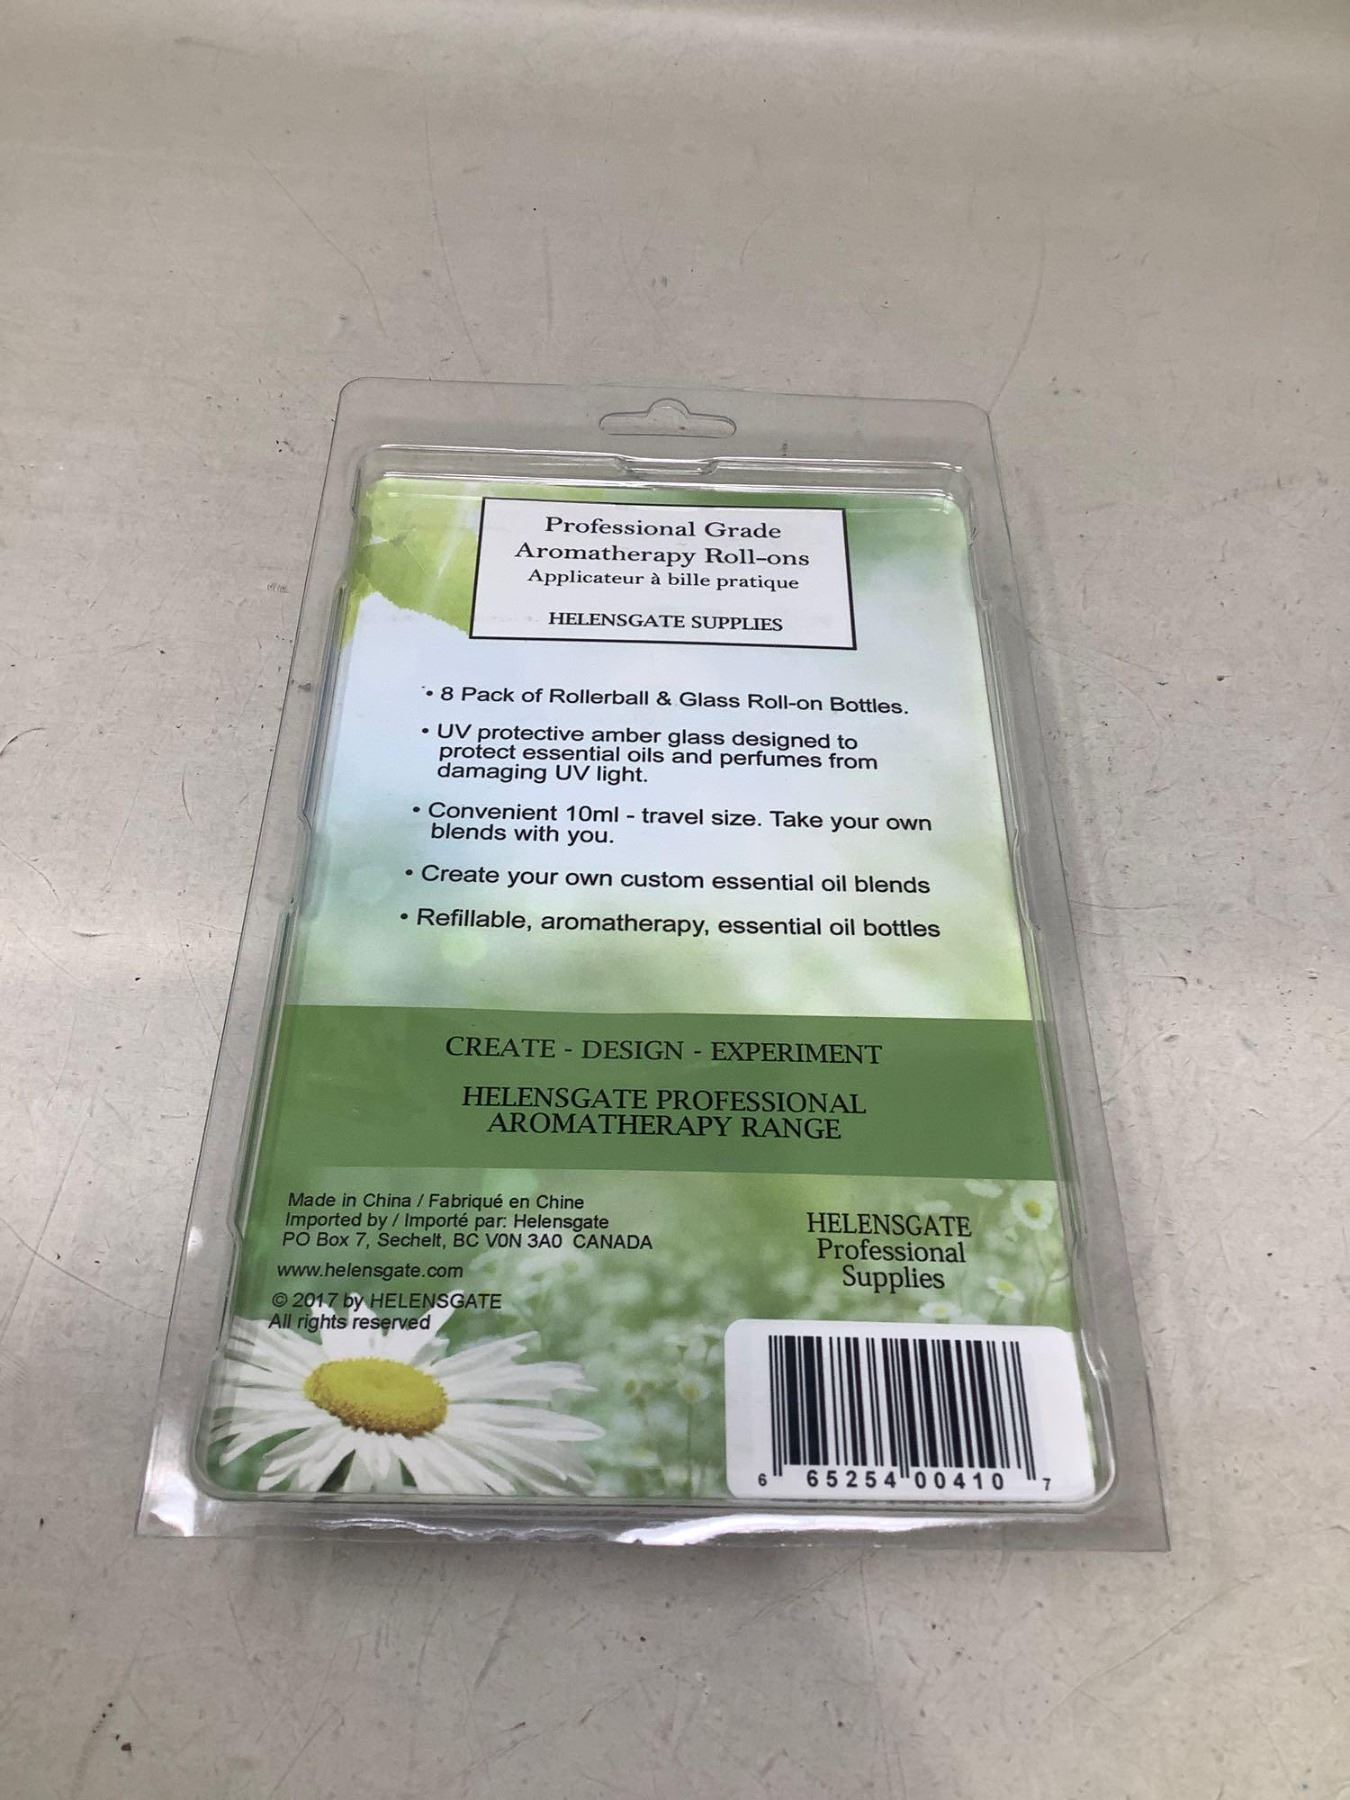 Professional Grade
Aromatherapy Roll-ons
Applicateur à bille pratique
HELENSGATE SUPPLIES
• 8 Pack of Rollerball & Glass Roll-on Bottles.
• UV protective amber glass designed to
protect essential oils and perfumes from
damaging UV light.
• Convenient 10ml - travel size. Take your own
blends with you.
• Create your own custom essential oil blends
• Refillable, aromatherapy, essential oil bottles
CREATE - DESIGN - EXPERIMENT
HELENSGATE PROFESSIONAL
AROMATHERAPY RANGE
Made in China / Fabriqué en Chine
Imported by / Importé par: Helensgate
PO Box 7, Sechelt, BC V0N 3A0 CANADA
www.helensgate.com
© 2017 by HELENSGATE
All rights reserved
HELENSGATE
Professional
Supplies
6 65254 00410 7